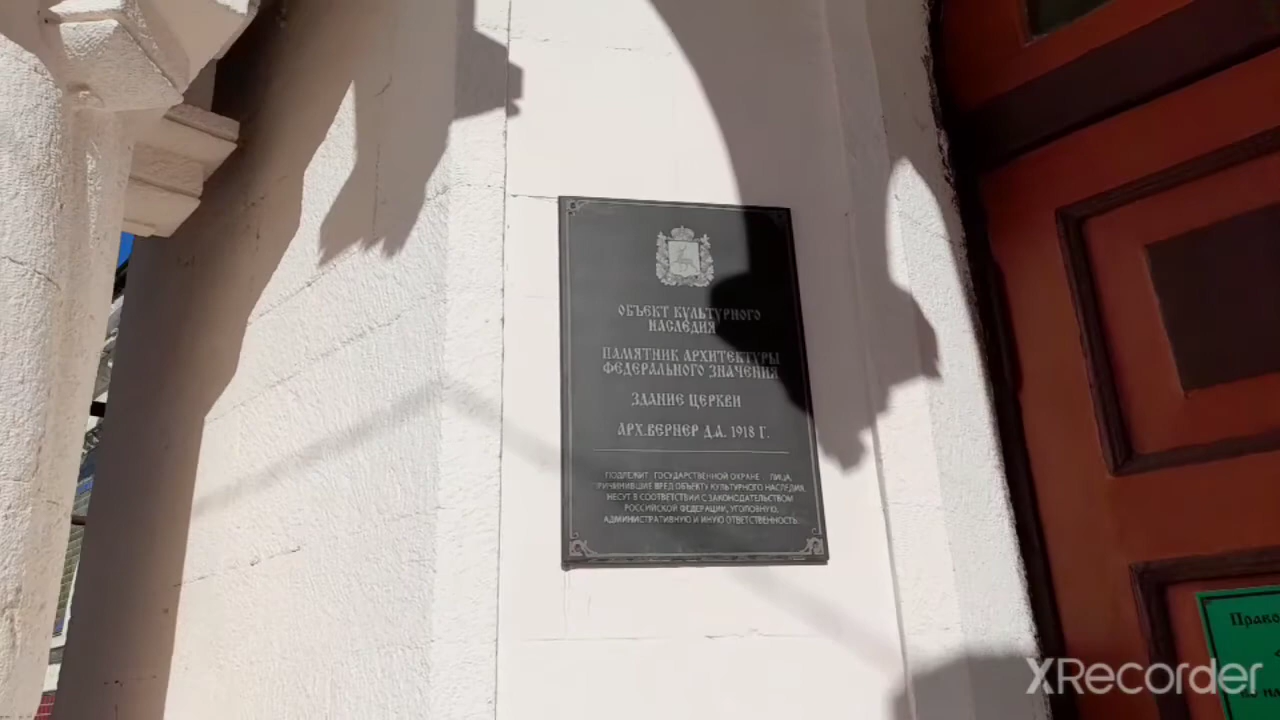 ОБЪЕКТ КУЛЬТУРНОГО
НАСЛЕДИЯ
ПАМЯТНИК АРХИТЕКТУРЫ
ФЕДЕРАЛЬНОГО ЗНАЧЕНИЯ
ЗДАНИЕ ЦЕРКВИ
АРХ.ВЕРНЕР Д.А. 1918 Г.
ПОДЛЕЖИТ ГОСУДАРСТВЕННОЙ ОХРАНЕ ЛИЦА,
ПРИЧИНИВШИЕ ВРЕД ОБЪЕКТУ КУЛЬТУРНОГО НАСЛЕДИЯ,
НЕСУТ В СООТВЕТСТВИИ С ЗАКОНОДАТЕЛЬСТВОМ
РОССИЙСКОЙ ФЕДЕРАЦИИ, УГОЛОВНУЮ,
АДМИНИСТРАТИВНУЮ И ИНУЮ ОТВЕТСТВЕННОСТЬ.
Право
XRecorder